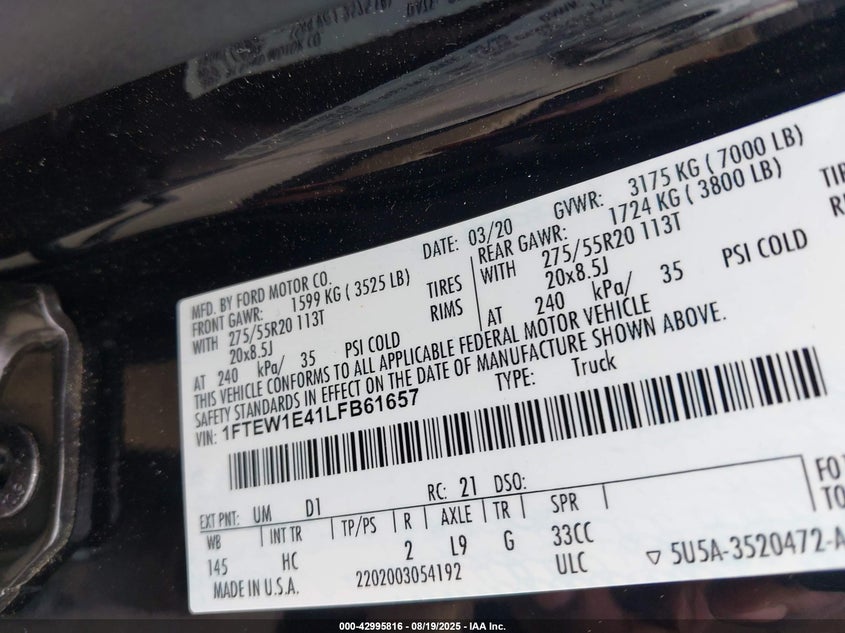 MFD. BY FORD MOTOR CO.
DATE: 03/20
GVWR: 3175 KG ( 7000 LB)
FRONT GAWR: 1599 KG ( 3525 LB)
REAR GAWR: 1724 KG ( 3800 LB)
WITH 275/55R20 113T TIRES
WITH 275/55R20 113T TIR
20x8.5J RIMS
20x8.5J R
AT 240 kPa/ 35 PSI COLD
AT 240 kPa/ 35 PSI COLD
THIS VEHICLE CONFORMS TO ALL APPLICABLE FEDERAL MOTOR VEHICLE
SAFETY STANDARDS IN EFFECT ON THE DATE OF MANUFACTURE SHOWN ABOVE.
VIN: 1FTEW1E41LFB61657
TYPE: Truck
EXT PNT: UM D1 RC: 21 DSO:
WB INT TR TP/PS R AXLE TR SPR
145 HC 2 L9 G 33CC
ULC
MADE IN U.S.A.
2202003054192
FO
TO
5U5A-3520472-A
000-42995816 - 08/19/2025 - IAA Inc.